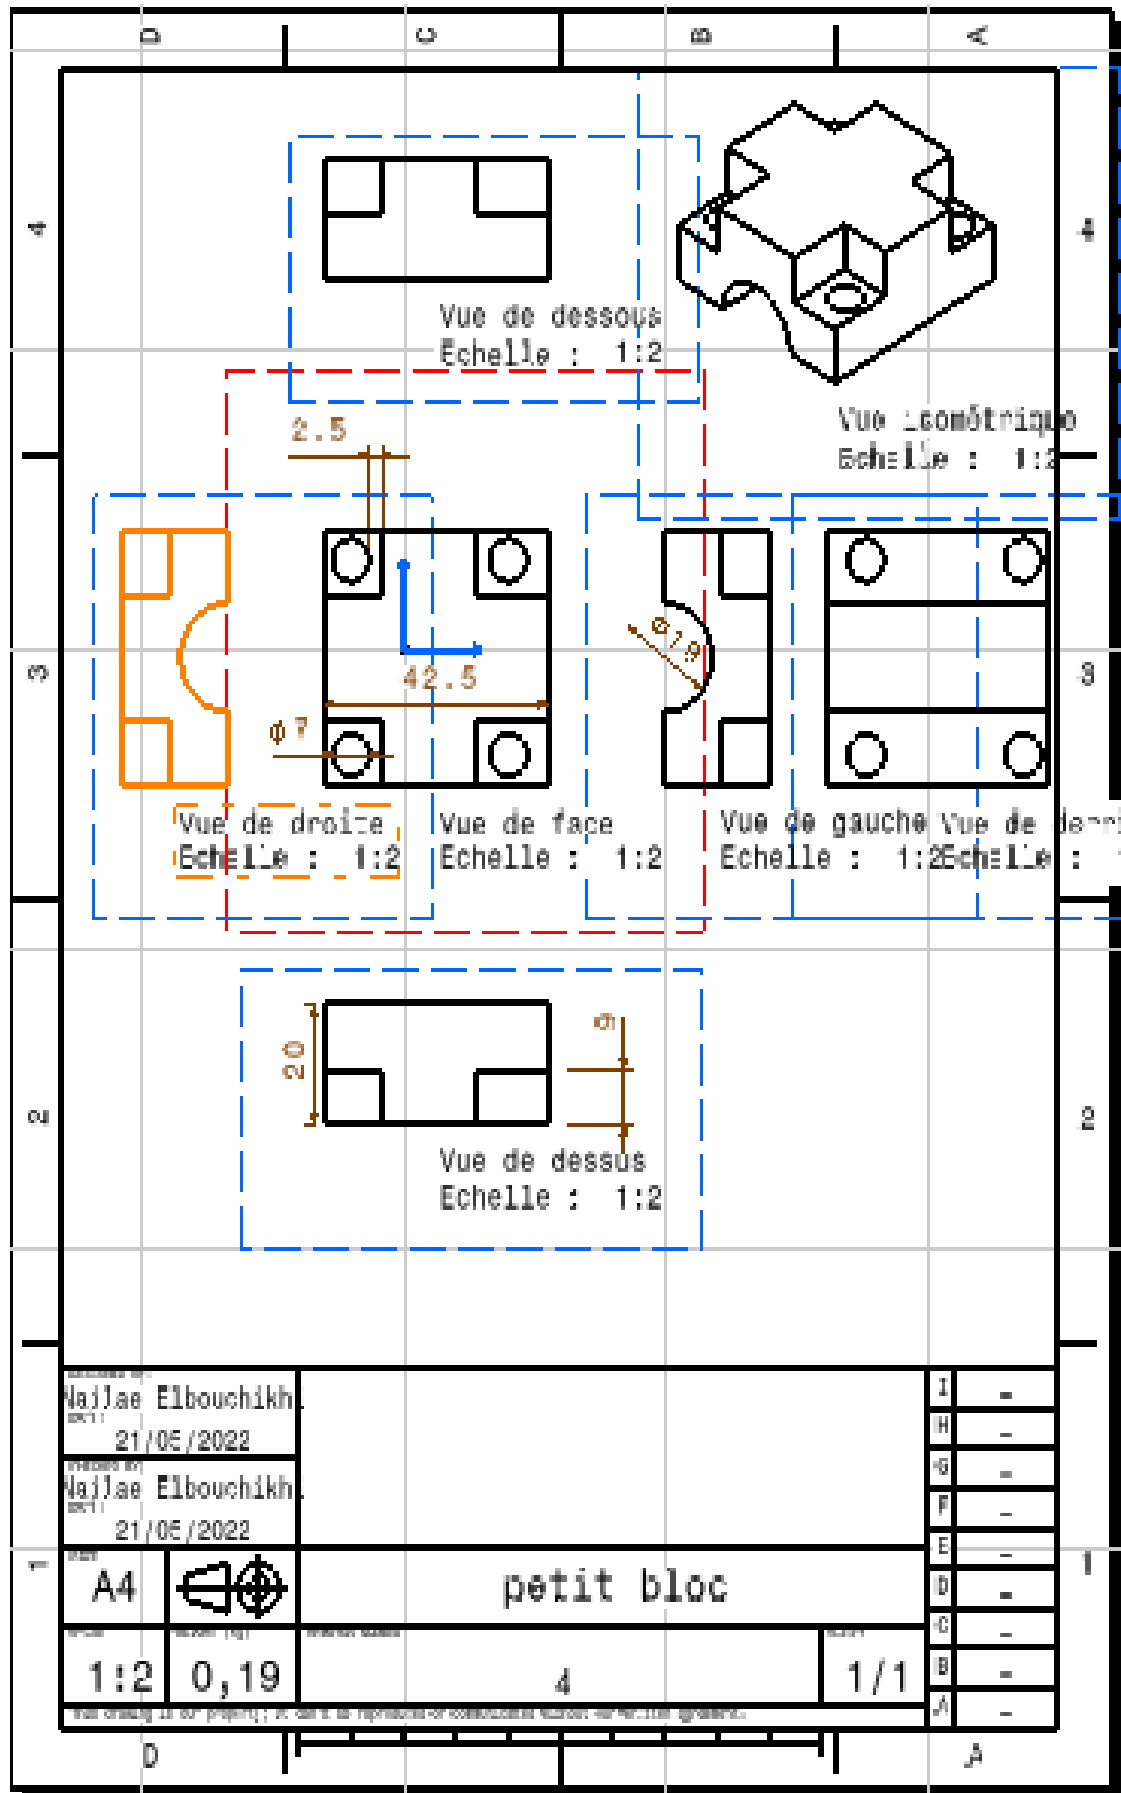 D C B A
4 4
Vue de dessous
Echelle : 1:2
Vue isométrique
Echelle : 1:2
2.5
3 3
42.5
ϕ 7
ϕ19
Vue de droite
Echelle : 1:2
Vue de face
Echelle : 1:2
Vue de gauche
Echelle : 1:2
Vue de derri
Echelle :
20
9
2 2
Vue de dessus
Echelle : 1:2
Najlae Elbouchikh
21/05/2022
Najlae Elbouchikh
21/05/2022
I _
H _
G _
F _
E _
D _
C _
B _
A _
1 1
A4
petit bloc
1:2
0,19
4
1/1
D A